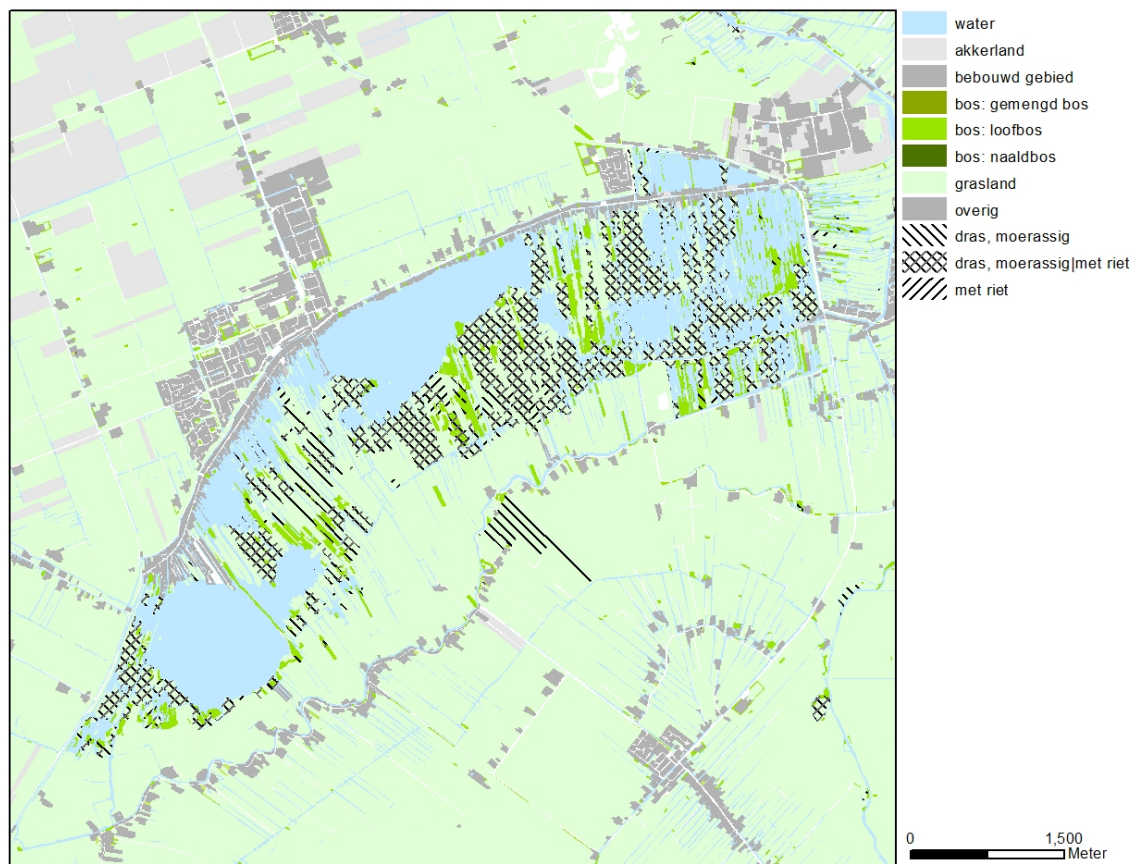 water
akkerland
bebouwd gebied
bos: gemengd bos
bos: loofbos
bos: naaldbos
grasland
overig
dras, moerassig
dras, moerassig|met riet
met riet
0 1,500
Meter